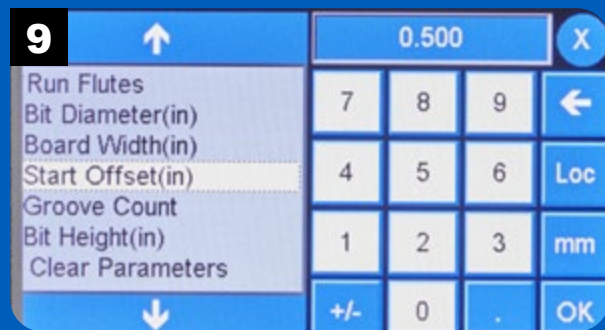 9
0.500 X
Run Flutes
Bit Diameter(in)
Board Width(in)
Start Offset(in)
Groove Count
Bit Height(in)
Clear Parameters
7 8 9
4 5 6 Loc
1 2 3 mm
+/- 0 . OK